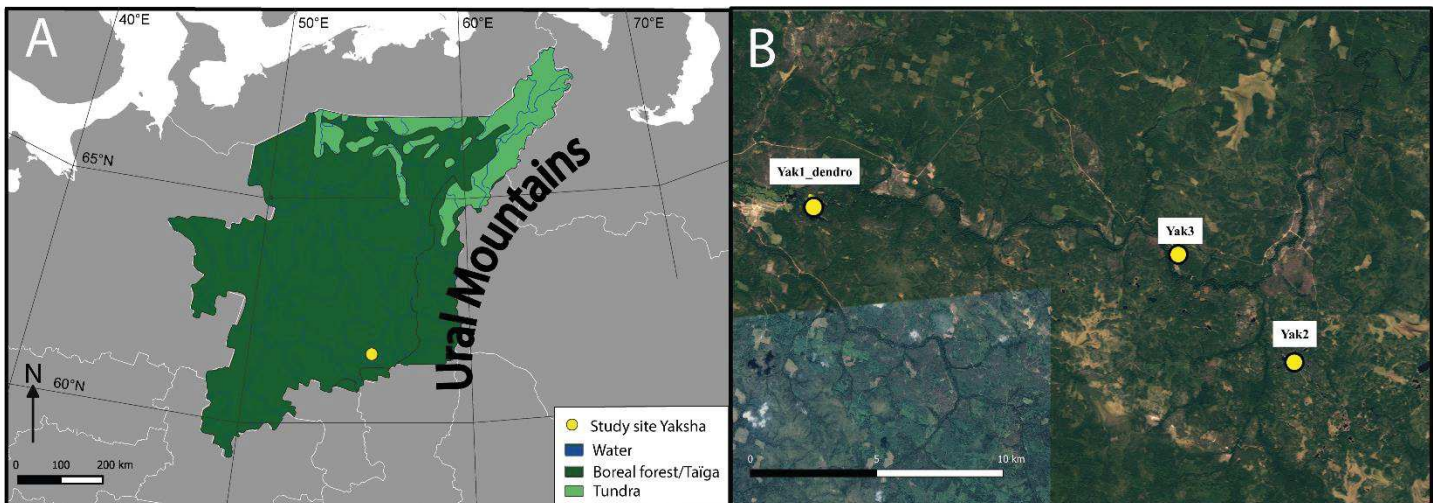 A
40°E
50°E
60°E
70°E
65°N
60°N
Ural Mountains
N
0 100 200 km
Study site Yaksha
Water
Boreal forest/Taïga
Tundra
B
Yak1_dendro
Yak3
Yak2
0 5 10 km